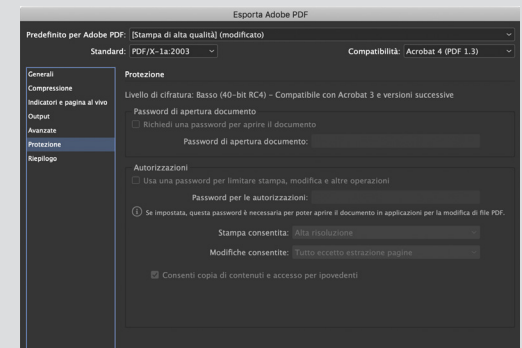 Esporta Adobe PDF
Predefinito per Adobe PDF: [Stampa di alta qualità] (modificato)
Standard: PDF/X-1a:2003 Compatibilità: Acrobat 4 (PDF 1.3)
Generali
Compressione
Indicatori e pagina al vivo
Output
Avanzate
Protezione
Riepilogo
Protezione
Livello di cifratura: Basso (40-bit RC4) – Compatibile con Acrobat 3 e versioni successive
Password di apertura documento
Richiedi una password per aprire il documento
Password di apertura documento:
Autorizzazioni
Usa una password per limitare stampa, modifica e altre operazioni
Password per le autorizzazioni:
Se impostata, questa password è necessaria per poter aprire il documento in applicazioni per la modifica di file PDF.
Stampa consentita: Alta risoluzione
Modifiche consentite: Tutto eccetto estrazione pagine
Consenti copia di contenuti e accesso per ipovedenti